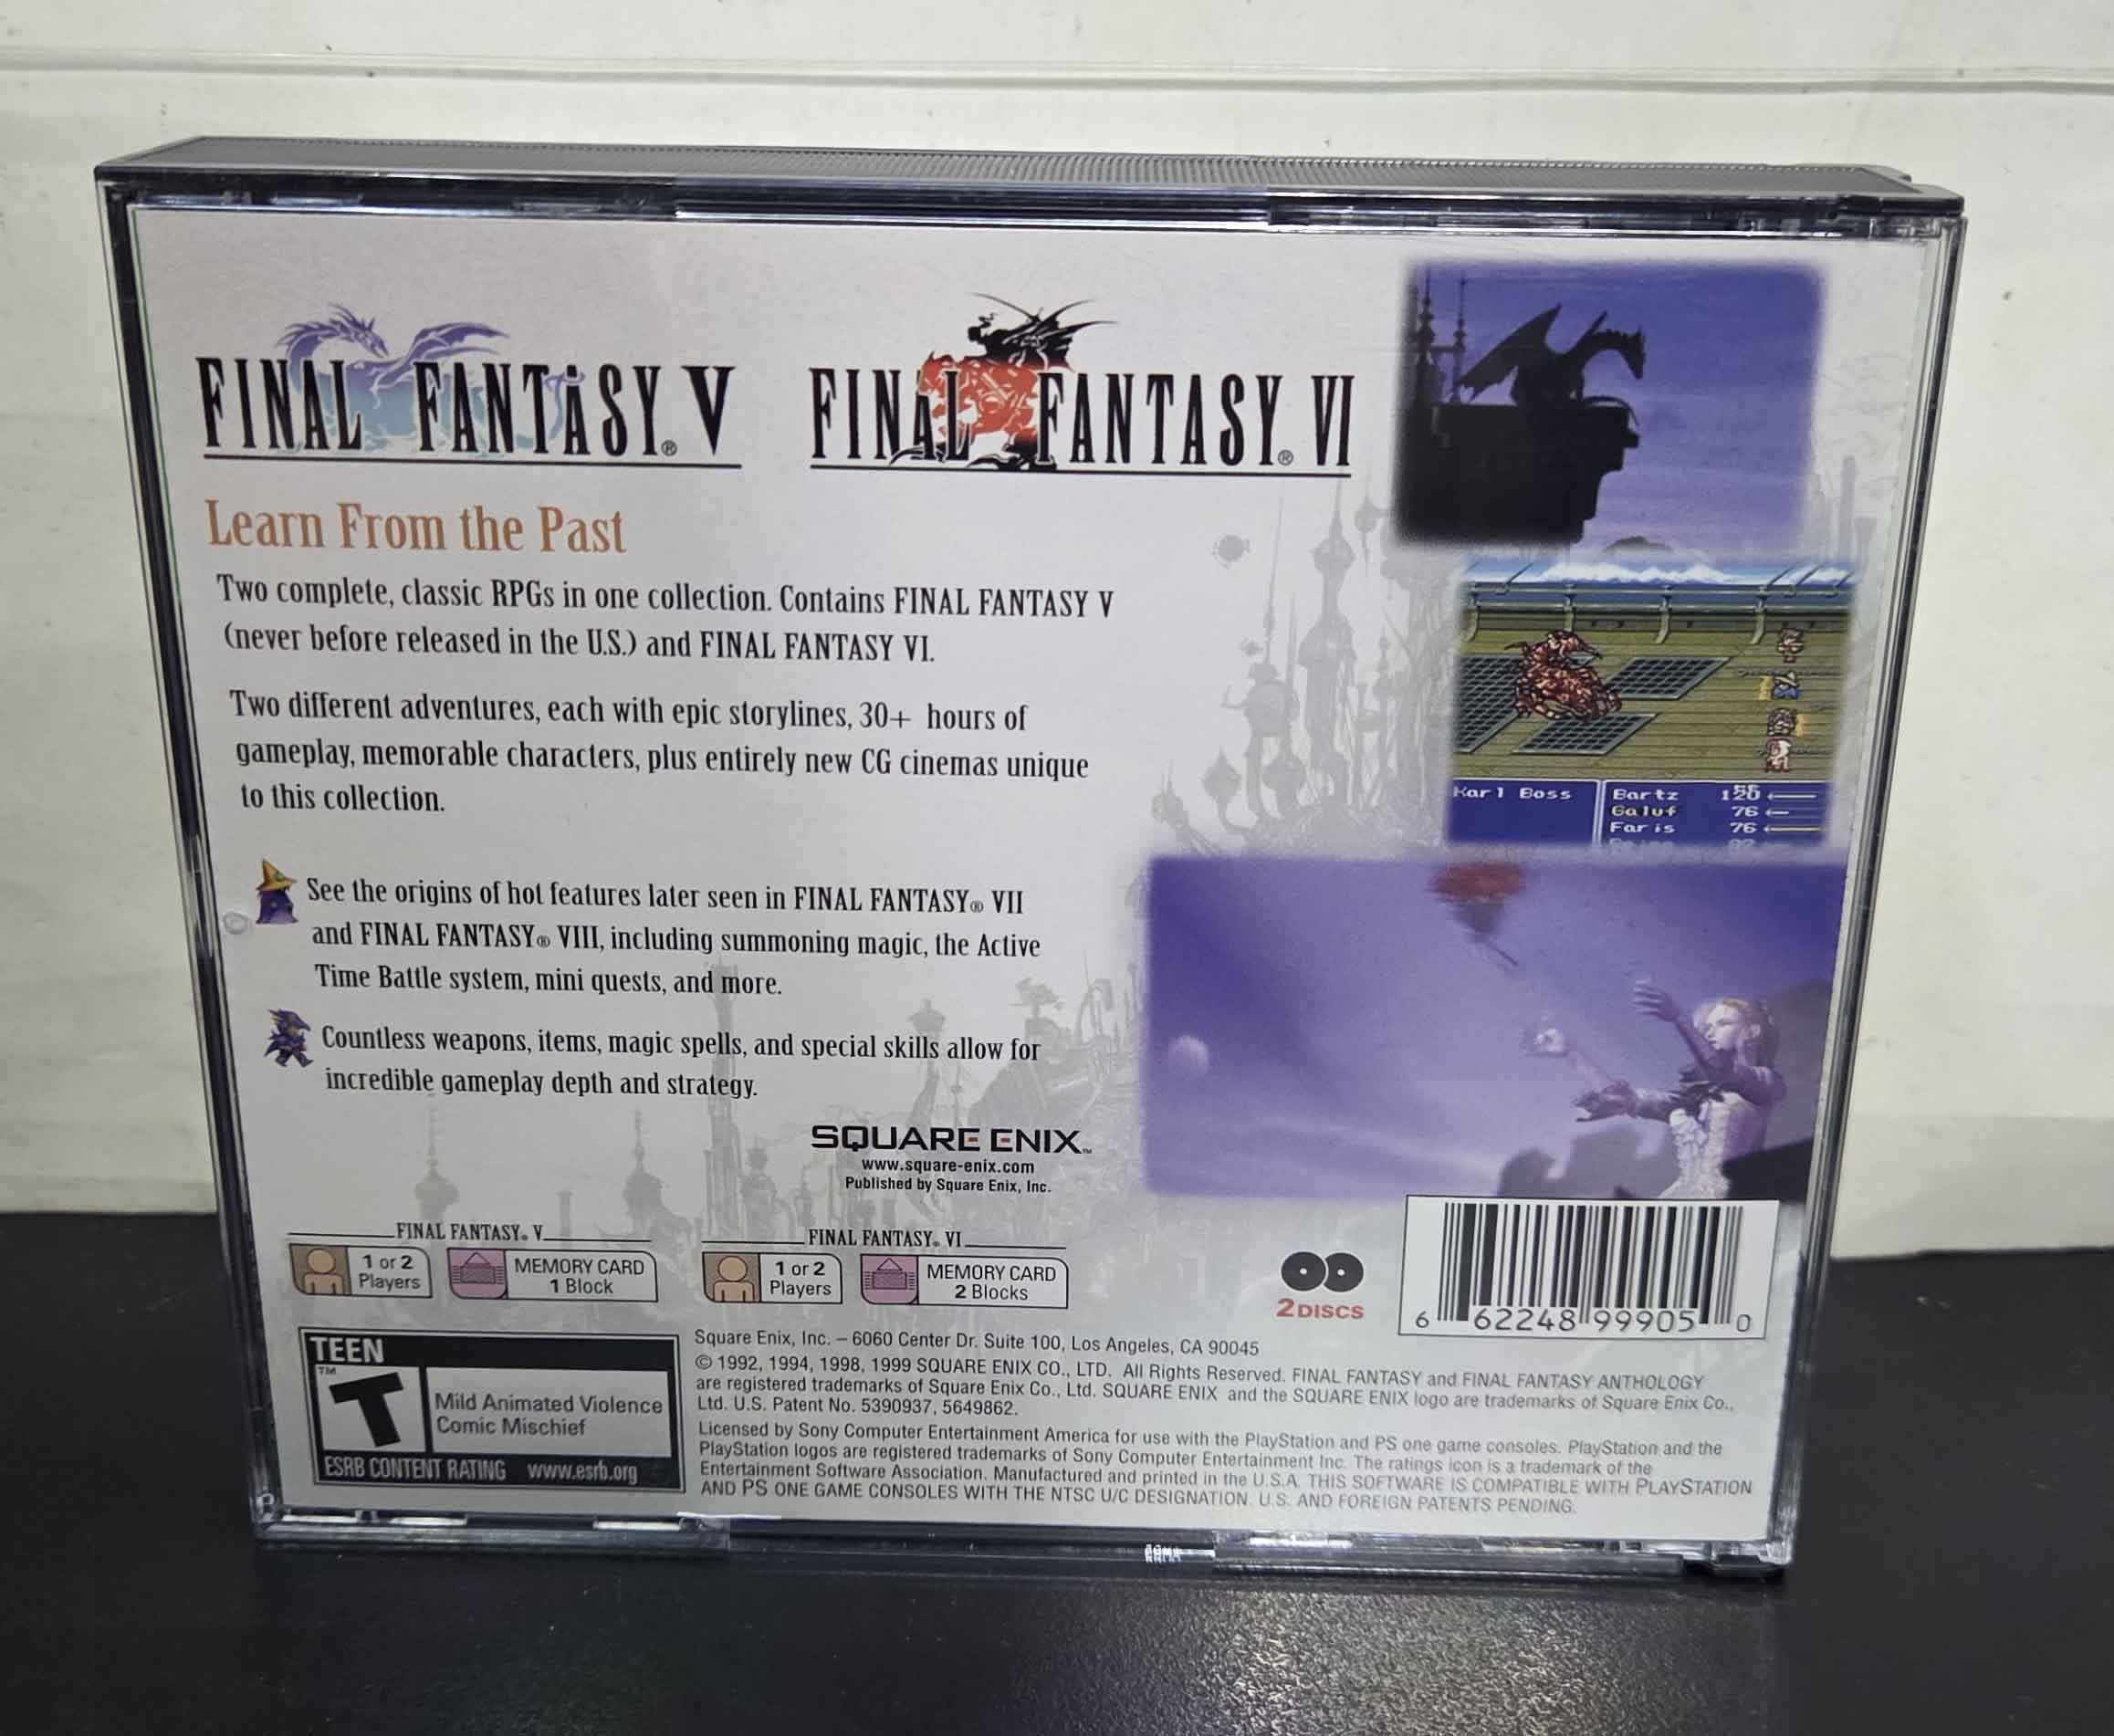 FINAL FANTASY® V
FINAL FANTASY® VI
Learn From the Past
Two complete, classic RPGs in one collection. Contains FINAL FANTASY V
(never before released in the U.S.) and FINAL FANTASY VI.
Two different adventures, each with epic storylines, 30+ hours of
gameplay, memorable characters, plus entirely new CG cinemas unique
to this collection.
See the origins of hot features later seen in FINAL FANTASY® VII
and FINAL FANTASY® VIII, including summoning magic, the Active
Time Battle system, mini quests, and more.
Countless weapons, items, magic spells, and special skills allow for
incredible gameplay depth and strategy.
Karl Boss
Bartz
Galuf 76
Faris 76
SQUARE ENIX™
www.square-enix.com
Published by Square Enix, Inc.
FINAL FANTASY® V
1 or 2
Players
MEMORY CARD
1 Block
FINAL FANTASY® VI
1 or 2
Players
MEMORY CARD
2 Blocks
2 DISCS
6 62248 99905 0
TEEN
T™
Mild Animated Violence
Comic Mischief
ESRB CONTENT RATING www.esrb.org
Square Enix, Inc. – 6060 Center Dr. Suite 100, Los Angeles, CA 90045
© 1992, 1994, 1998, 1999 SQUARE ENIX CO., LTD. All Rights Reserved. FINAL FANTASY and FINAL FANTASY ANTHOLOGY
are registered trademarks of Square Enix Co., Ltd. SQUARE ENIX and the SQUARE ENIX logo are trademarks of Square Enix Co.,
Ltd. U.S. Patent No. 5390937, 5649862.
Licensed by Sony Computer Entertainment America for use with the PlayStation and PS one game consoles. PlayStation and the
PlayStation logos are registered trademarks of Sony Computer Entertainment Inc. The ratings icon is a trademark of the
Entertainment Software Association. Manufactured and printed in the U.S.A. THIS SOFTWARE IS COMPATIBLE WITH PLAYSTATION
AND PS ONE GAME CONSOLES WITH THE NTSC U/C DESIGNATION. U.S. AND FOREIGN PATENTS PENDING.